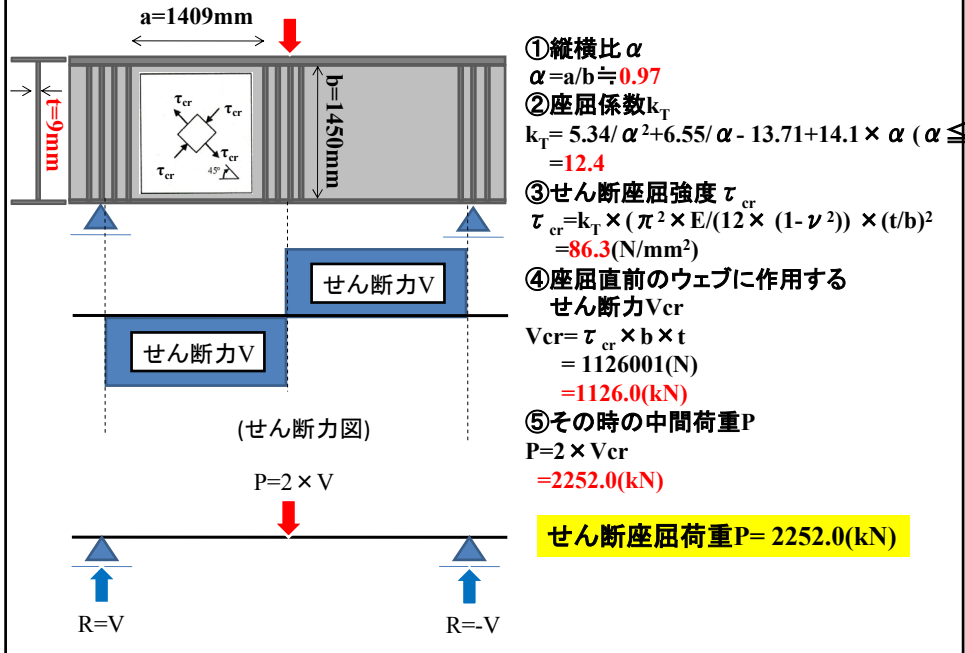 a=1409mm
t=9mm
b=1450mm
τcr
τcr
τcr
τcr
45°
せん断力V
せん断力V
(せん断力図)
P=2×V
R=V
R=-V
①縦横比α
α=a/b≒0.97
②座屈係数kT
kT= 5.34/α²+6.55/α- 13.71+14.1×α (α≦
=12.4
③せん断座屈強度τcr
τcr=kT×(π²×E/(12× (1-ν²)) ×(t/b)²
=86.3(N/mm²)
④座屈直前のウェブに作用する
せん断力Vcr
Vcr=τcr×b×t
= 1126001(N)
=1126.0(kN)
⑤その時の中間荷重P
P=2×Vcr
=2252.0(kN)
せん断座屈荷重P= 2252.0(kN)